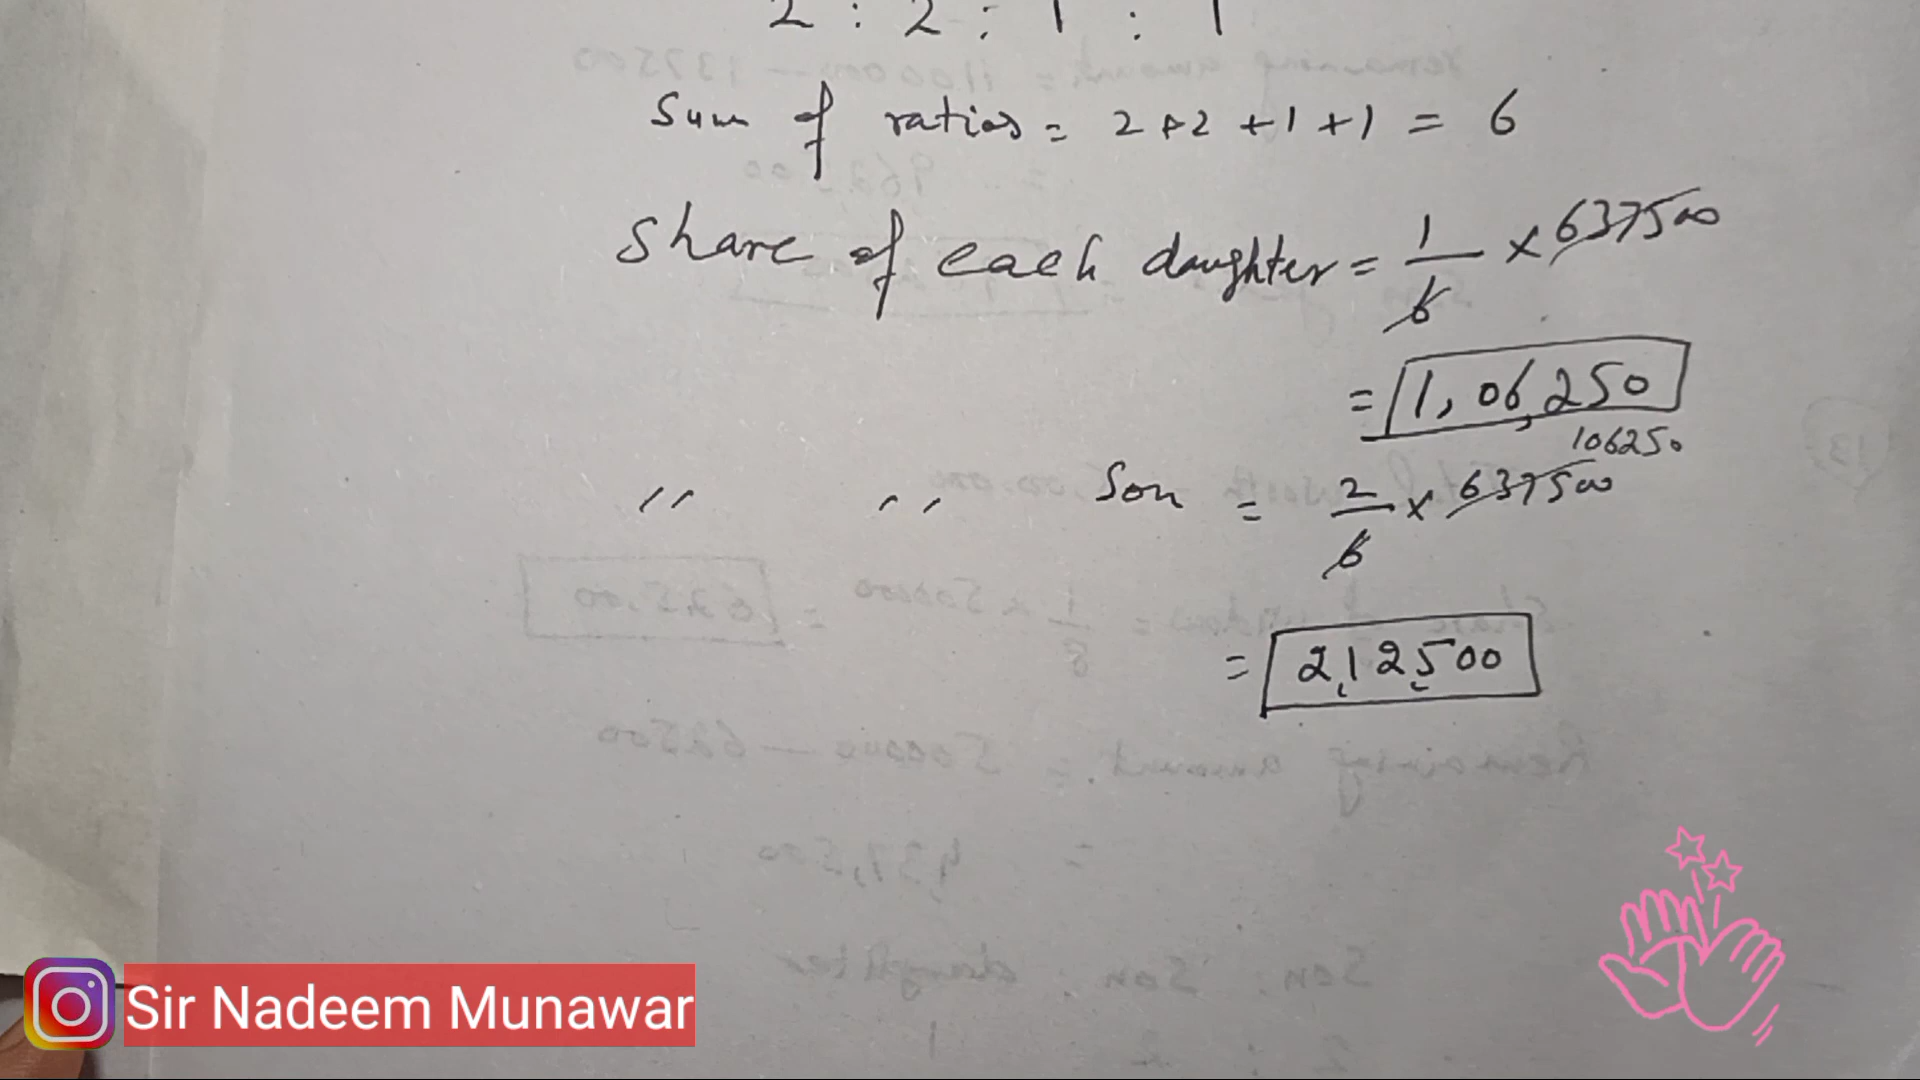 2 : 2 : 1 : 1
Sum of ratios = 2+2+1+1 = 6
Share of each daughter = 1/6 × 637500
= 1,06,250
106250
〃 〃 Son = 2/6 × 637500
= 2,12,500
Sir Nadeem Munawar